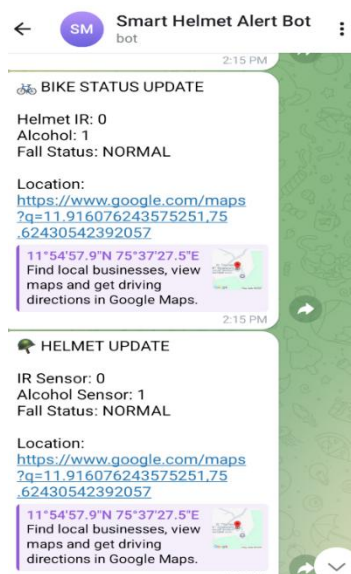 SM
Smart Helmet Alert Bot
bot
2:15 PM
🚲 BIKE STATUS UPDATE
Helmet IR: 0
Alcohol: 1
Fall Status: NORMAL
Location:
https://www.google.com/maps
?q=11.916076243575251,75
.62430542392057
11°54'57.9"N 75°37'27.5"E
Find local businesses, view
maps and get driving
directions in Google Maps.
2:15 PM
🪖 HELMET UPDATE
IR Sensor: 0
Alcohol Sensor: 1
Fall Status: NORMAL
Location:
https://www.google.com/maps
?q=11.916076243575251,75
.62430542392057
11°54'57.9"N 75°37'27.5"E
Find local businesses, view
maps and get driving
directions in Google Maps.